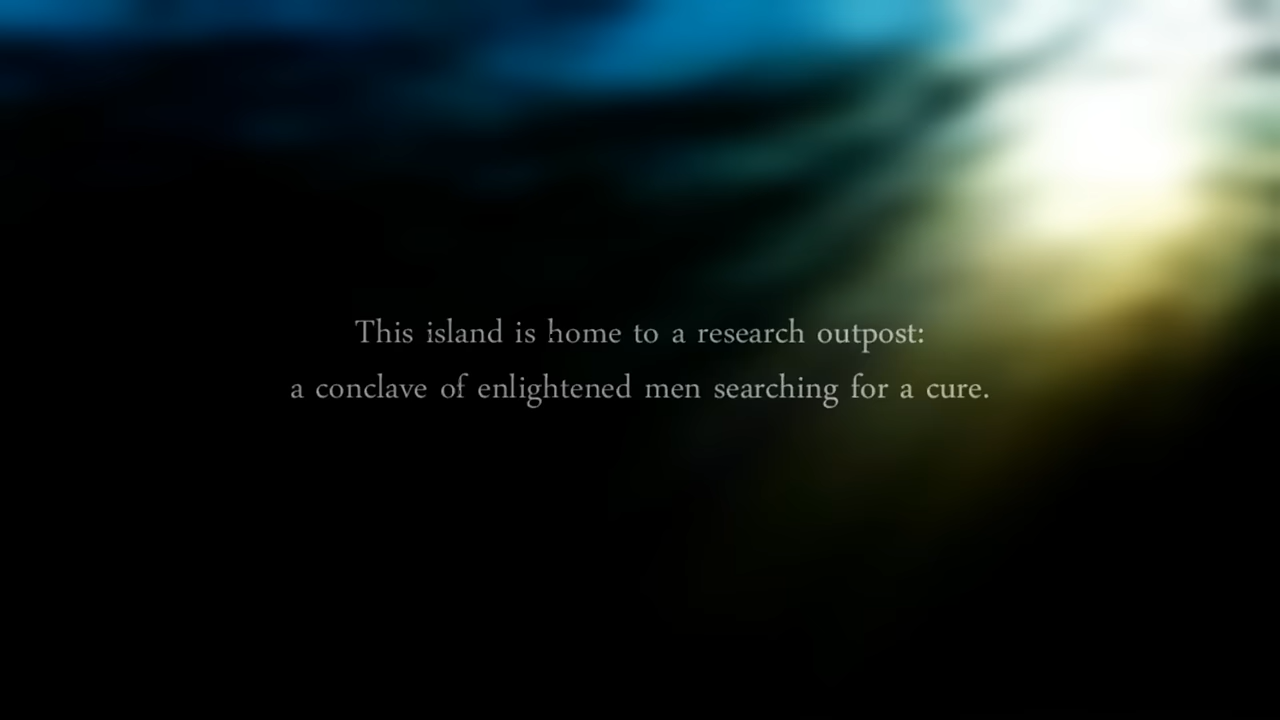 This island is home to a research outpost:
a conclave of enlightened men searching for a cure.